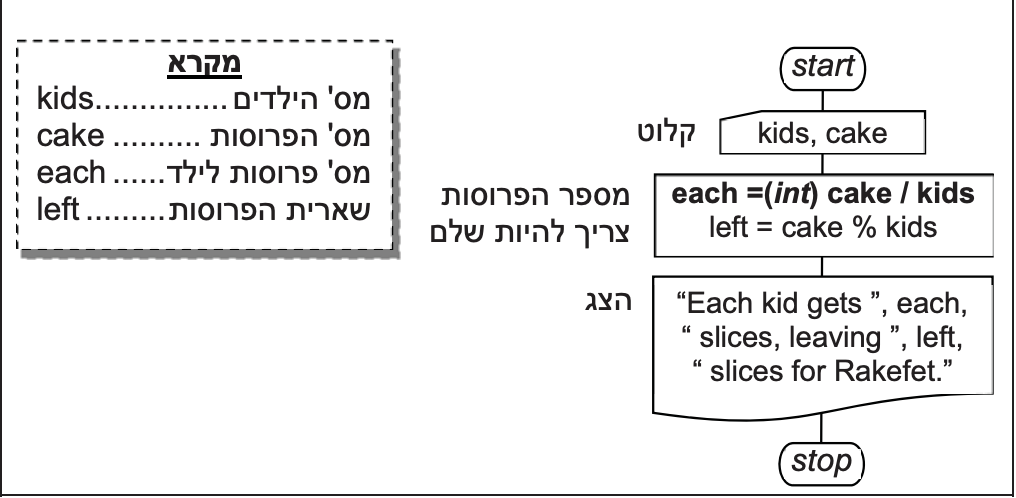 מקרא
מס' הילדים...............kids
מס' הפרוסות .......... cake
מס' פרוסות לילד......each
שארית הפרוסות.........left
start
קלוט
kids, cake
מספר הפרוסות
צריך להיות שלם
each =(int) cake / kids
left = cake % kids
הצג
“Each kid gets ”, each,
“ slices, leaving ”, left,
“ slices for Rakefet.”
stop